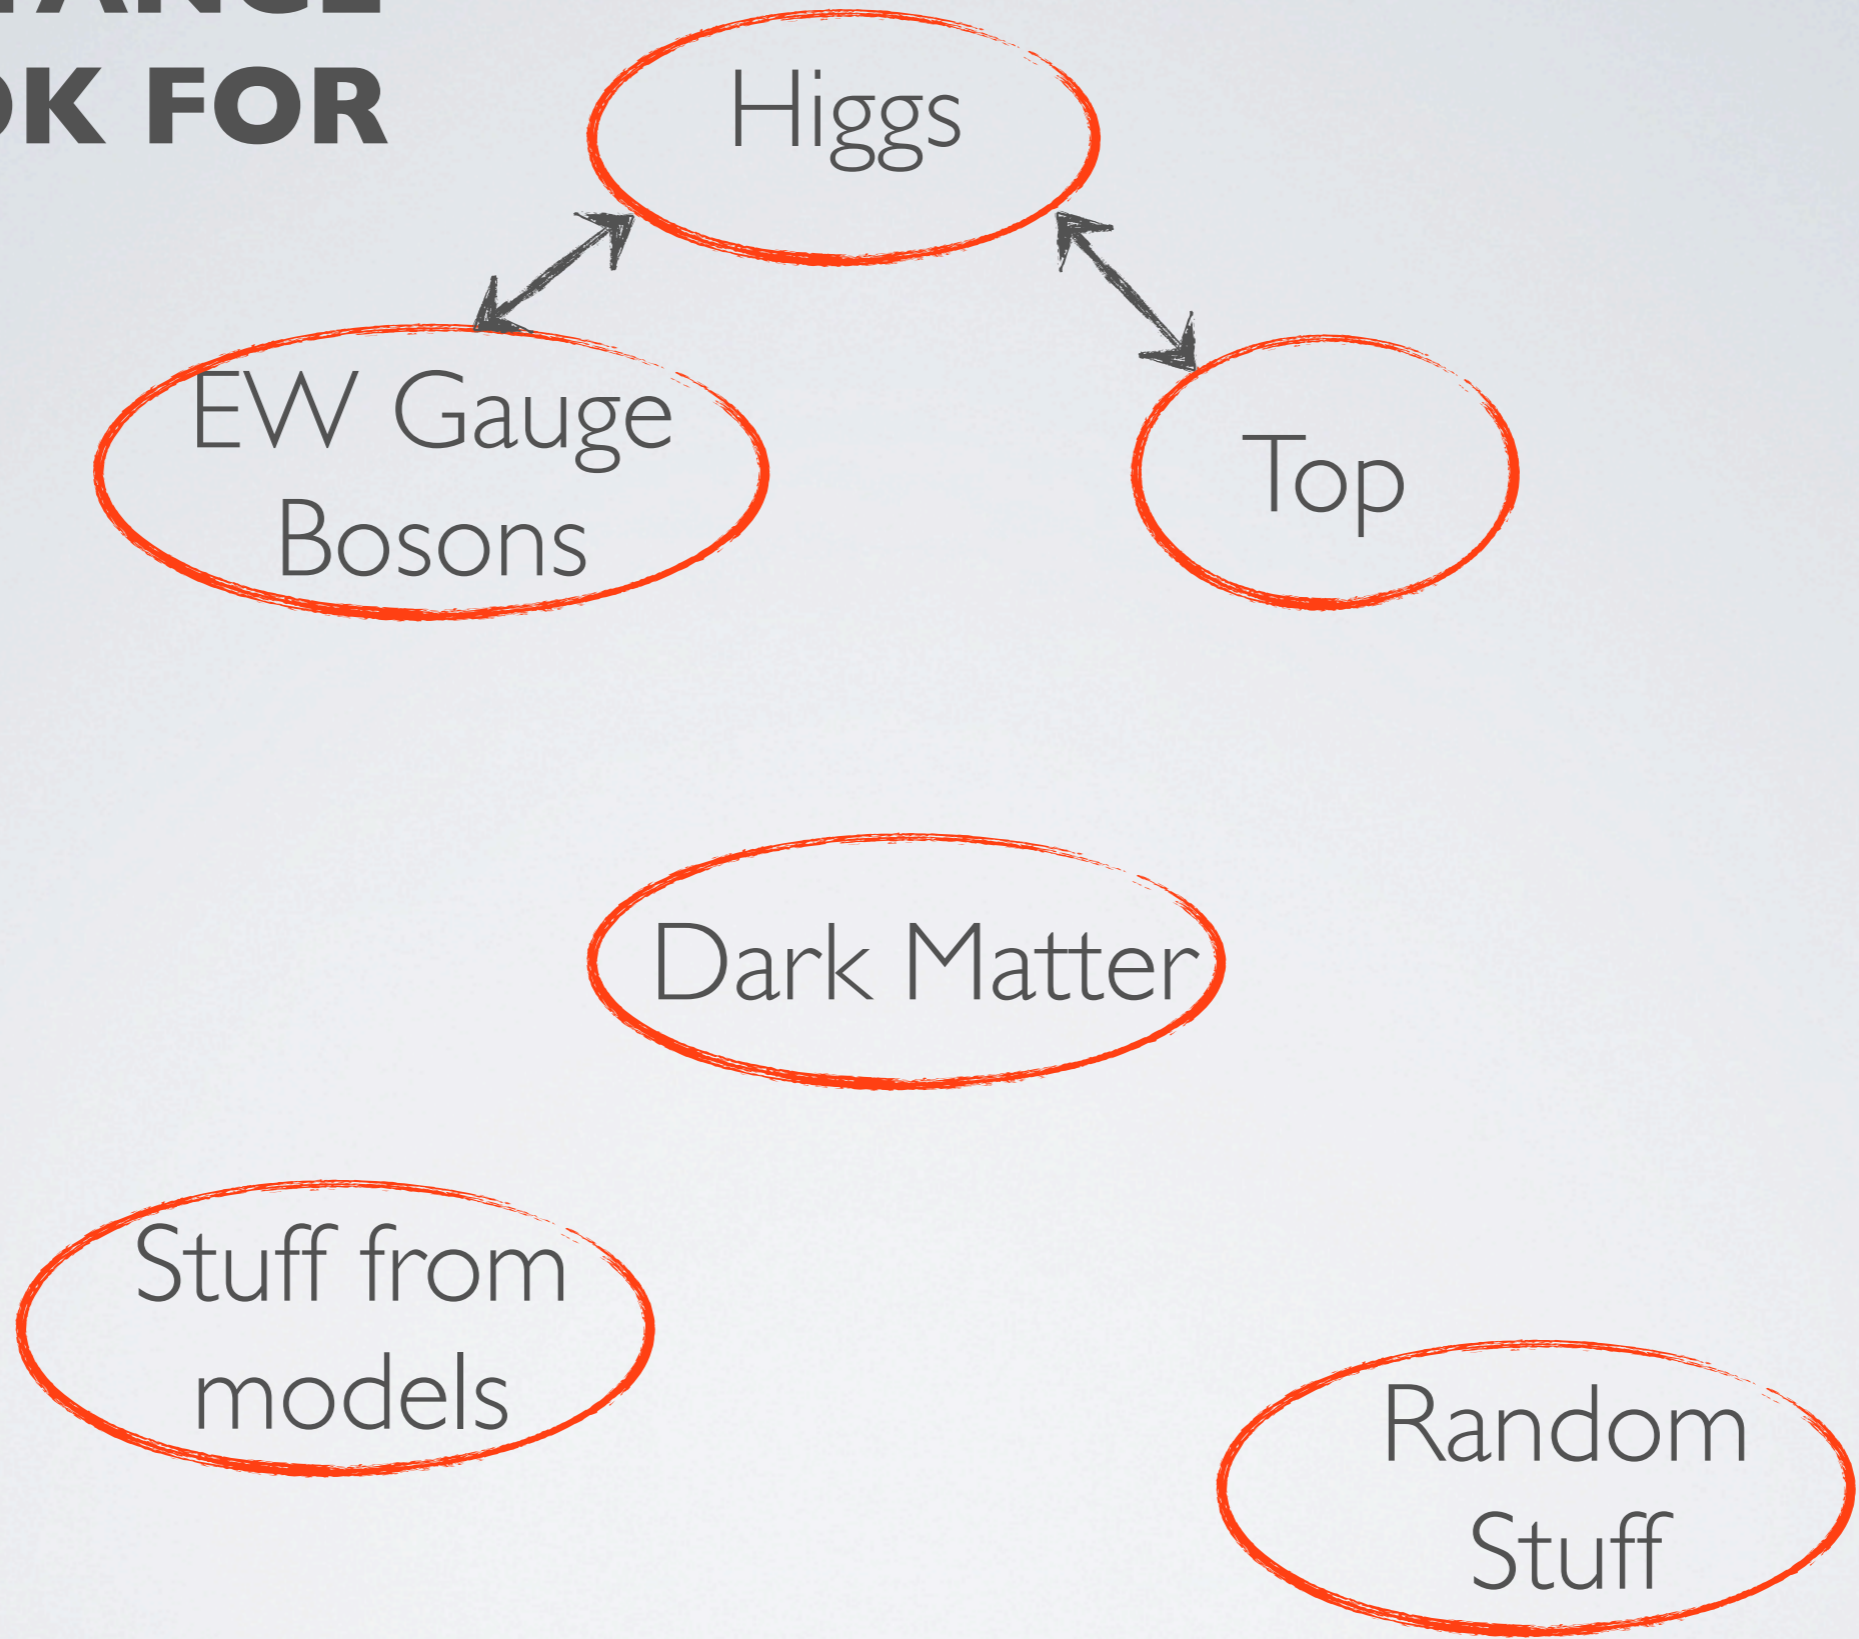 OK FOR
Higgs
EW Gauge
Bosons
Top
Dark Matter
Stuff from
models
Random
Stuff